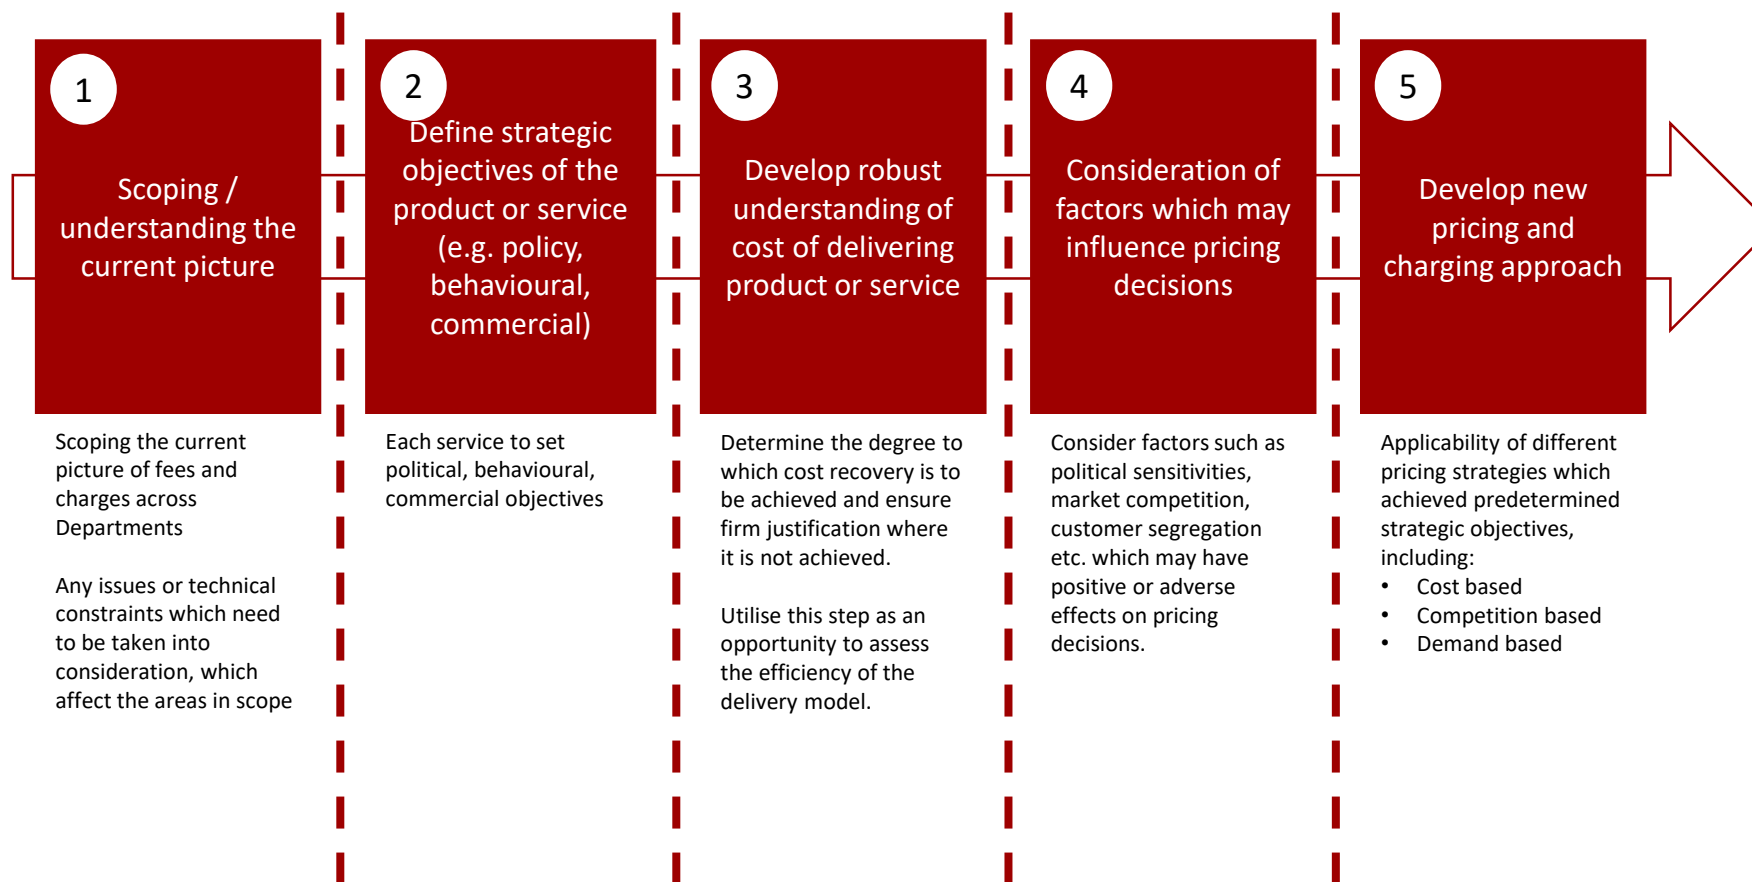 1
Scoping /
understanding the
current picture
Scoping the current
picture of fees and
charges across
Departments
Any issues or technical
constraints which need
to be taken into
consideration, which
affect the areas in scope
2
Define strategic
objectives of the
product or service
(e.g. policy,
behavioural,
commercial)
Each service to set
political, behavioural,
commercial objectives
3
Develop robust
understanding of
cost of delivering
product or service
Determine the degree to
which cost recovery is to
be achieved and ensure
firm justification where
it is not achieved.
Utilise this step as an
opportunity to assess
the efficiency of the
delivery model.
4
Consideration of
factors which may
influence pricing
decisions
Consider factors such as
political sensitivities,
market competition,
customer segregation
etc. which may have
positive or adverse
effects on pricing
decisions.
5
Develop new
pricing and
charging approach
Applicability of different
pricing strategies which
achieved predetermined
strategic objectives,
including:
• Cost based
• Competition based
• Demand based